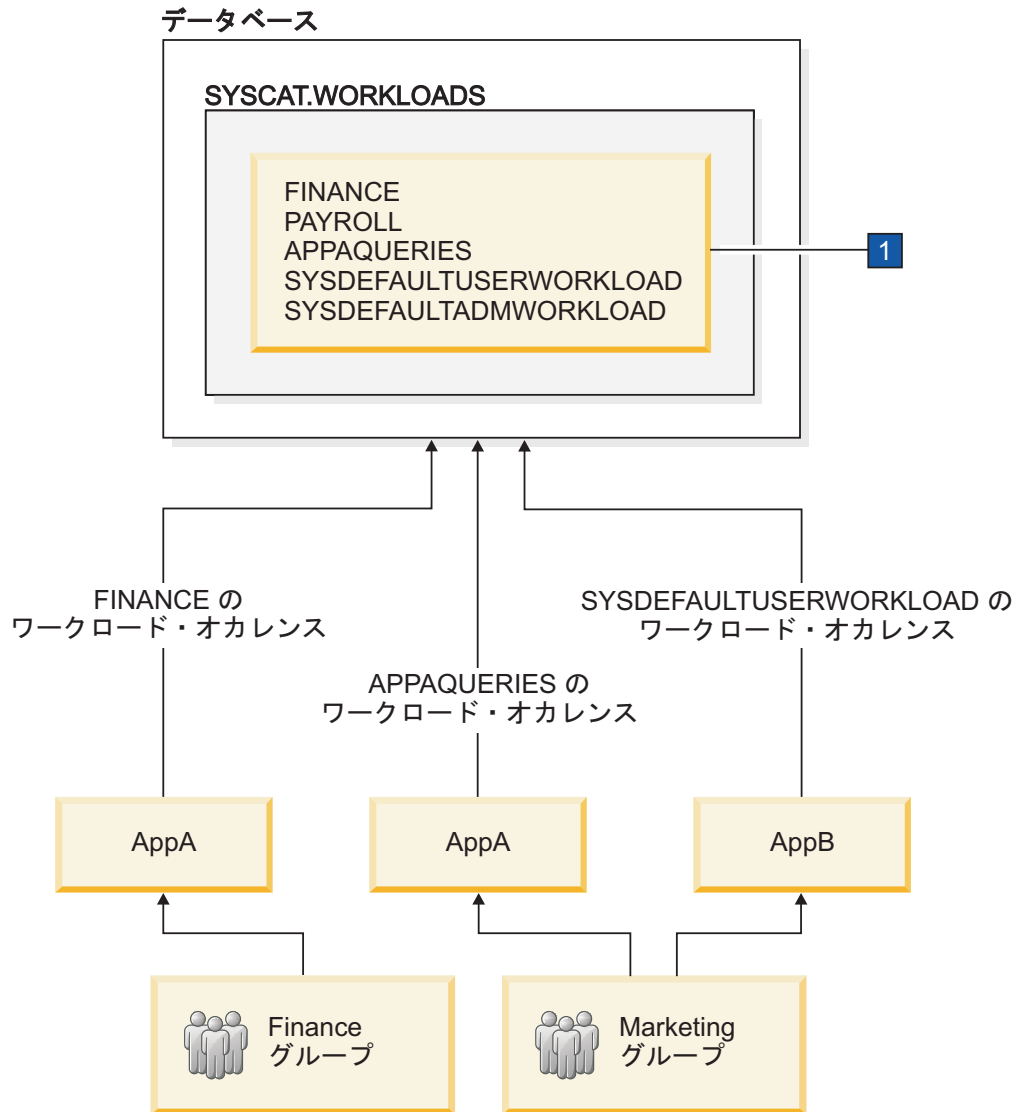 データベース
SYSCAT.WORKLOADS
FINANCE
PAYROLL
APPAQUERIES
SYSDEFAULTUSERWORKLOAD
SYSDEFAULTADMWORKLOAD
1
FINANCE の
ワークロード・オカレンス
SYSDEFAULTUSERWORKLOAD の
ワークロード・オカレンス
APPAQUERIES の
ワークロード・オカレンス
AppA
AppA
AppB
Finance
グループ
Marketing
グループ